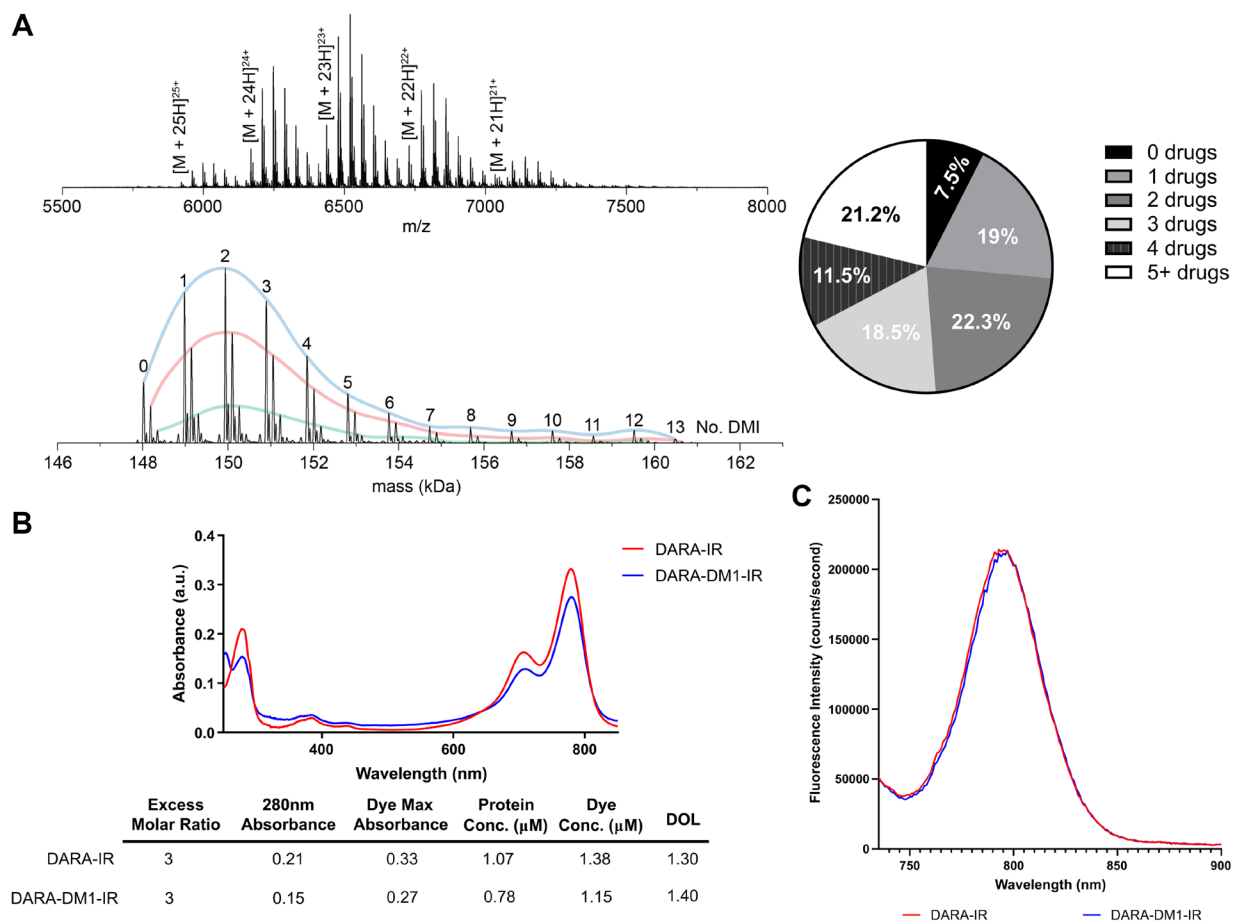 A
[M + 25H]25+
[M + 24H]24+
[M + 23H]23+
[M + 22H]22+
[M + 21H]21+
5500 6000 6500 7000 7500 8000
m/z
0 1 2 3 4 5 6 7 8 9 10 11 12 13 No. DMI
146 148 150 152 154 156 158 160 162
mass (kDa)
7.5%
19%
22.3%
18.5%
11.5%
21.2%
0 drugs
1 drugs
2 drugs
3 drugs
4 drugs
5+ drugs
B
0.4
0.3
0.2
0.1
0.0
Absorbance (a.u.)
400 600 800
Wavelength (nm)
DARA-IR
DARA-DM1-IR
Excess Molar Ratio 280nm Absorbance Dye Max Absorbance Protein Conc. (µM) Dye Conc. (µM) DOL
DARA-IR 3 0.21 0.33 1.07 1.38 1.30
DARA-DM1-IR 3 0.15 0.27 0.78 1.15 1.40
C
250000
200000
150000
100000
50000
0
Fluorescence Intensity (counts/second)
750 800 850 900
Wavelength (nm)
DARA-IR DARA-DM1-IR